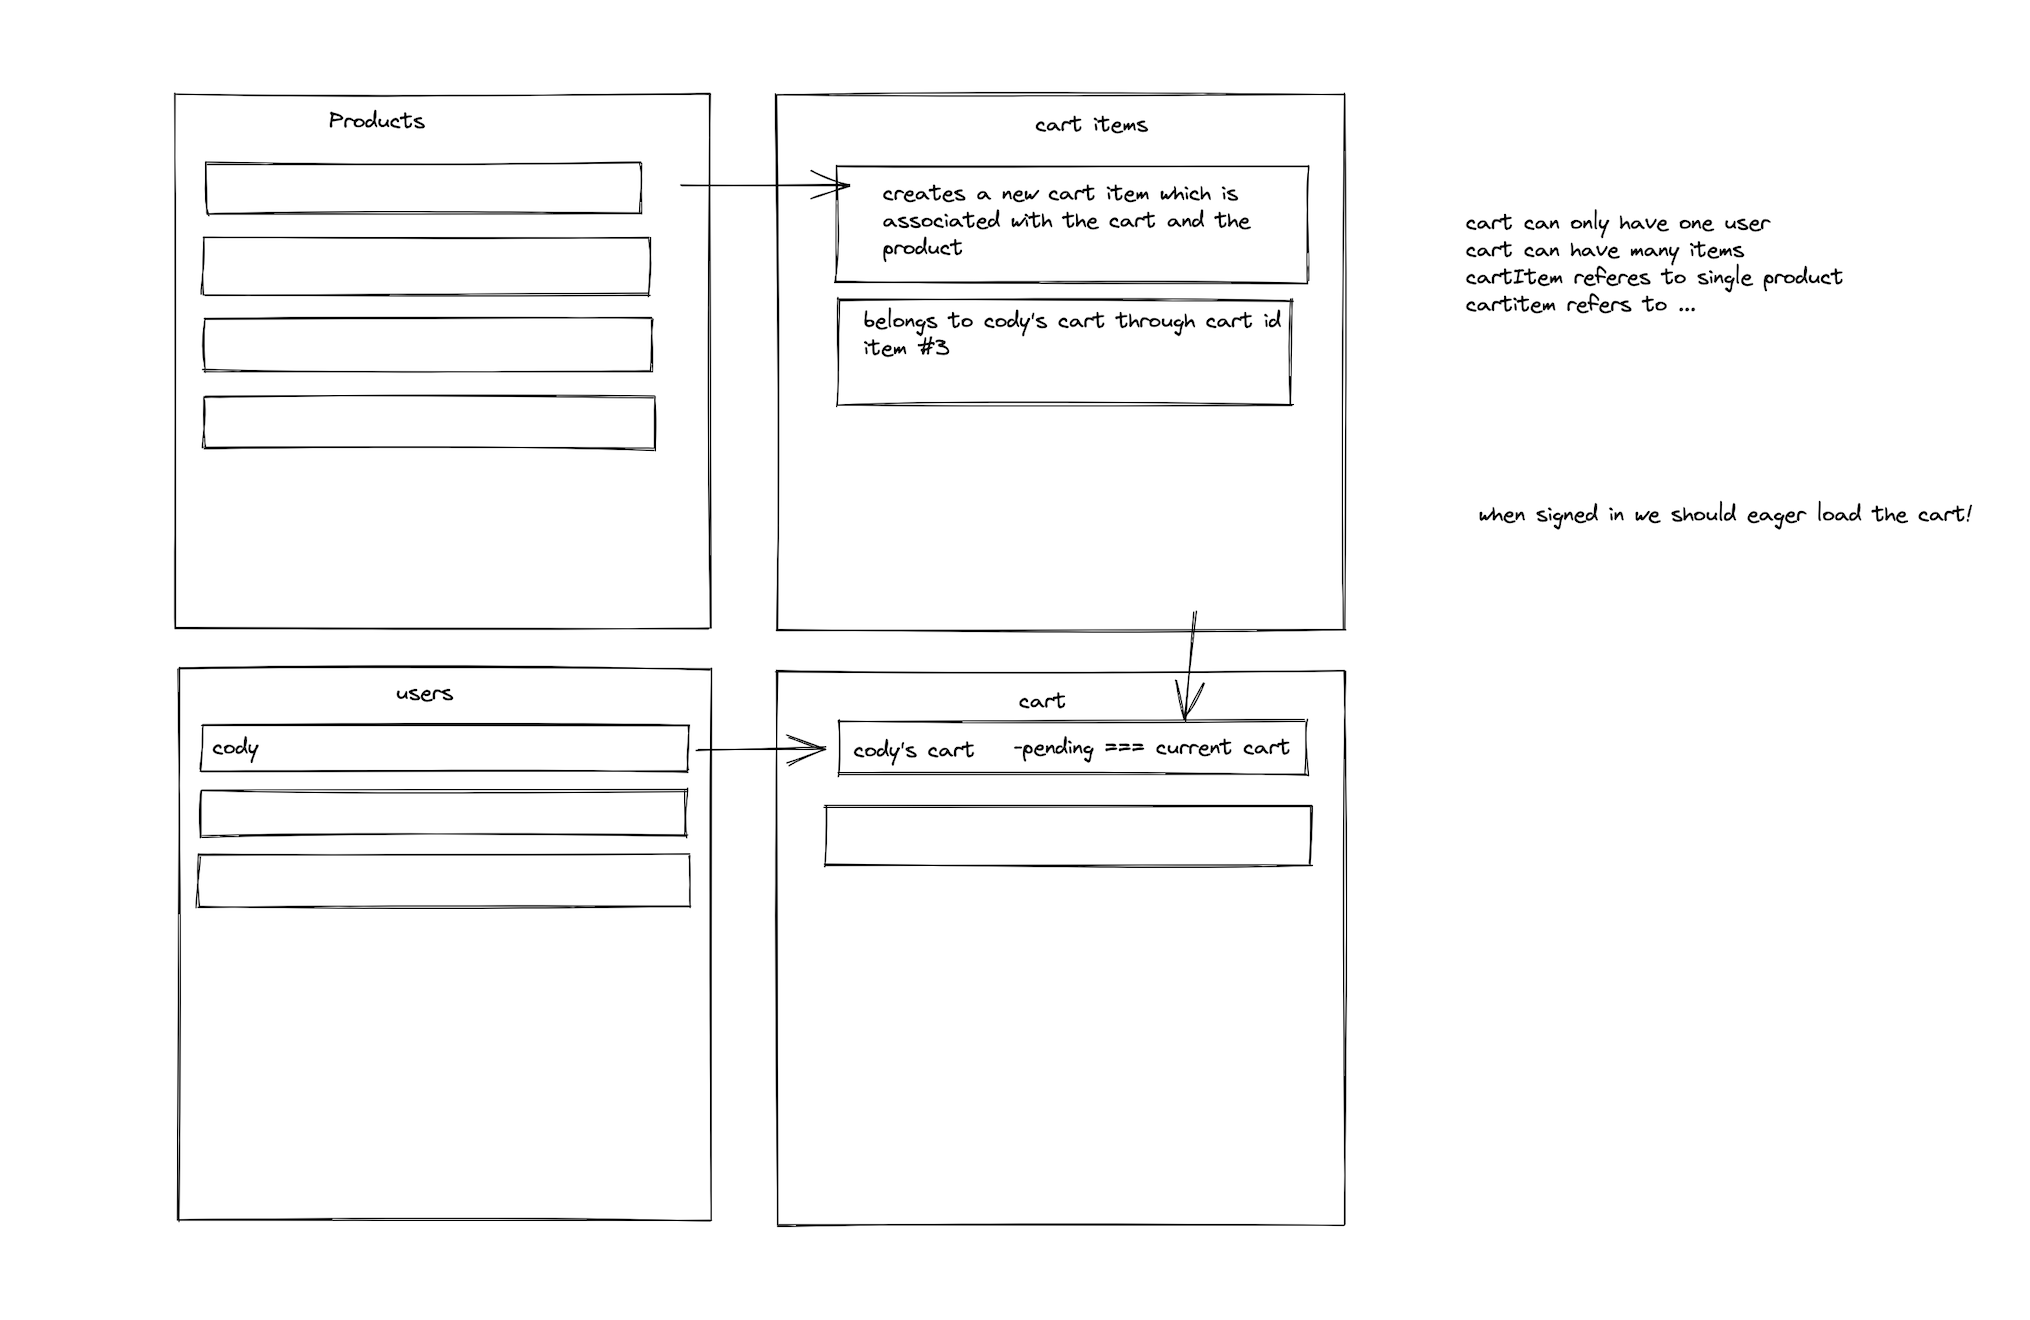 Products
cart items
creates a new cart item which is
associated with the cart and the
product
belongs to cody's cart through cart id
item #3
cart can only have one user
cart can have many items
cartItem referes to single product
cartitem refers to ...
when signed in we should eager load the cart!
users
cody
cart
cody's cart -pending === current cart